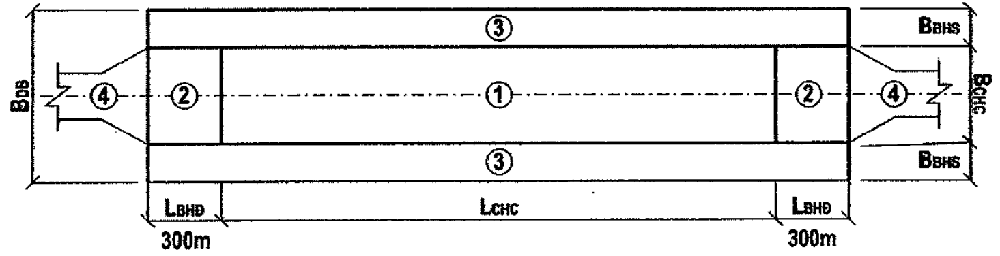 ③
BBHS
BĐB
④
②
①
②
④
BCHC
③
BBHS
LBHĐ
LCHC
LBHĐ
300m
300m